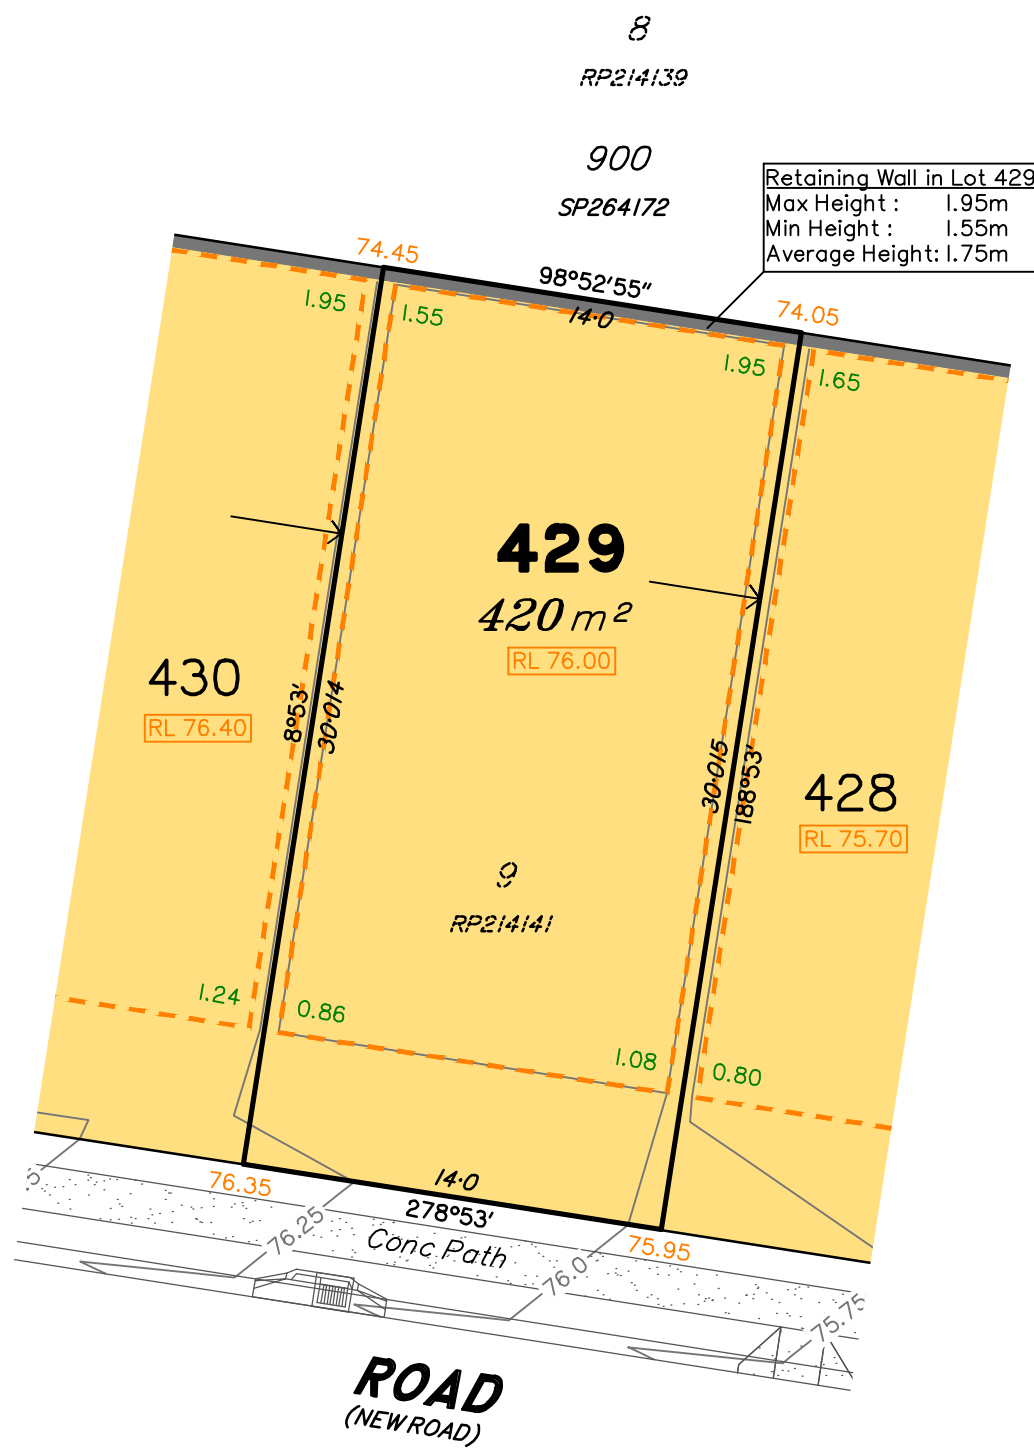 8
RP214139
900
SP264172
Retaining Wall in Lot 429
Max Height : 1.95m
Min Height : 1.55m
Average Height: 1.75m
74.45
98°52'55"
14·0
74.05
1.95
1.55
1.95
1.65
429
420 m²
RL 76.00
430
RL 76.40
8°53'
30·014
30·015
188°53'
428
RL 75.70
9
RP214141
1.24
0.86
1.08
0.80
14·0
278°53'
76.35
76.25
Conc Path
75.95
76.0
75.75
ROAD
(NEW ROAD)